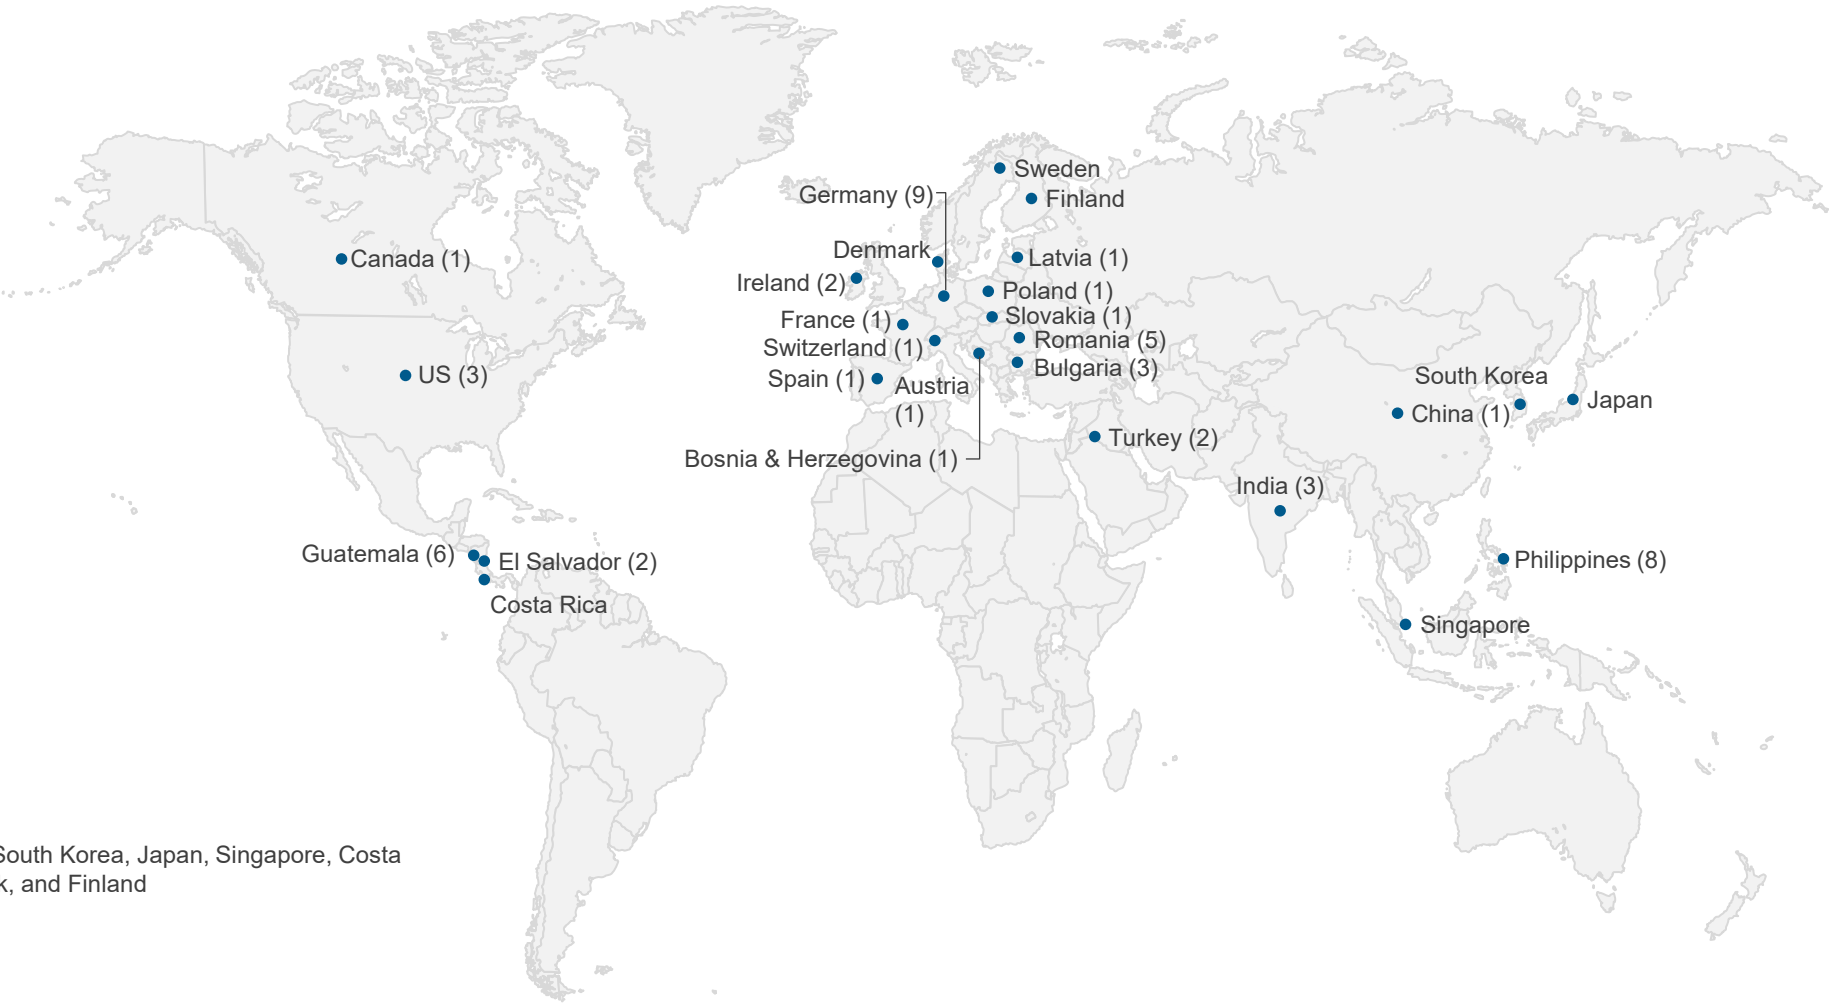 Sweden
Germany (9)
Finland
Denmark
Canada (1)
Latvia (1)
Ireland (2)
Poland (1)
France (1)
Slovakia (1)
Switzerland (1)
Romania (5)
US (3)
Spain (1)
Austria
(1)
Bulgaria (3)
South Korea
China (1)
Japan
Turkey (2)
Bosnia & Herzegovina (1)
India (3)
Guatemala (6)
El Salvador (2)
Philippines (8)
Costa Rica
Singapore
South Korea, Japan, Singapore, Costa
and Finland